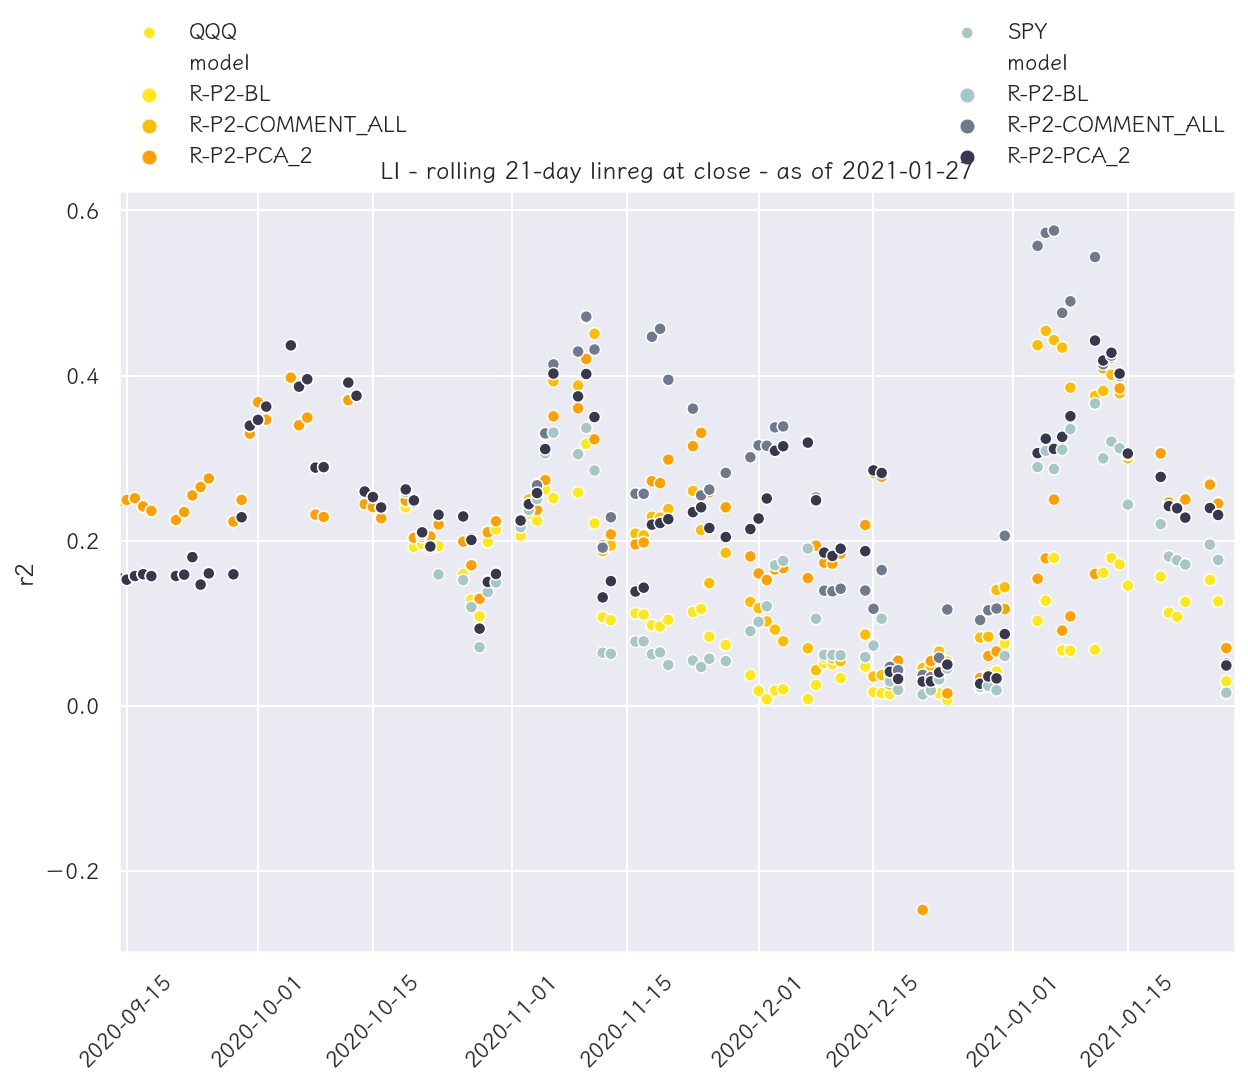 QQQ
model
R-P2-BL
R-P2-COMMENT_ALL
R-P2-PCA_2
SPY
model
R-P2-BL
R-P2-COMMENT_ALL
R-P2-PCA_2
LI - rolling 21-day linreg at close - as of 2021-01-27
r2
0.6
0.4
0.2
0.0
−0.2
2020-09-15
2020-10-01
2020-10-15
2020-11-01
2020-11-15
2020-12-01
2020-12-15
2021-01-01
2021-01-15